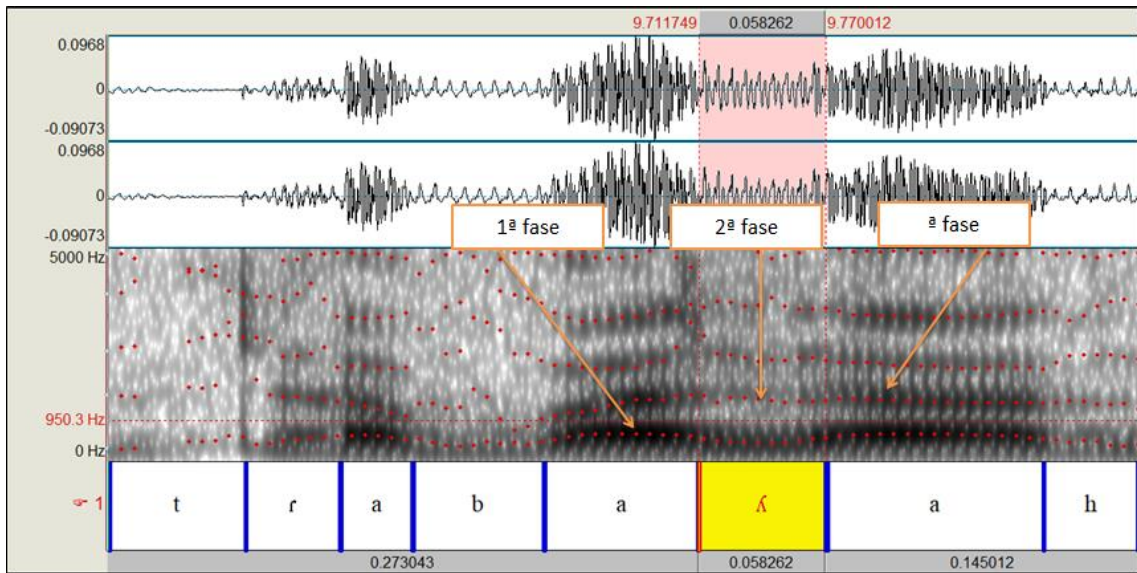 9.711749 0.058262 9.770012
0.0968
0
-0.09073
0.0968
0
-0.09073
1ª fase 2ª fase ª fase
5000 Hz
950.3 Hz
0 Hz
☞ 1 t ɾ a b a ʎ a h
0.273043 0.058262 0.145012